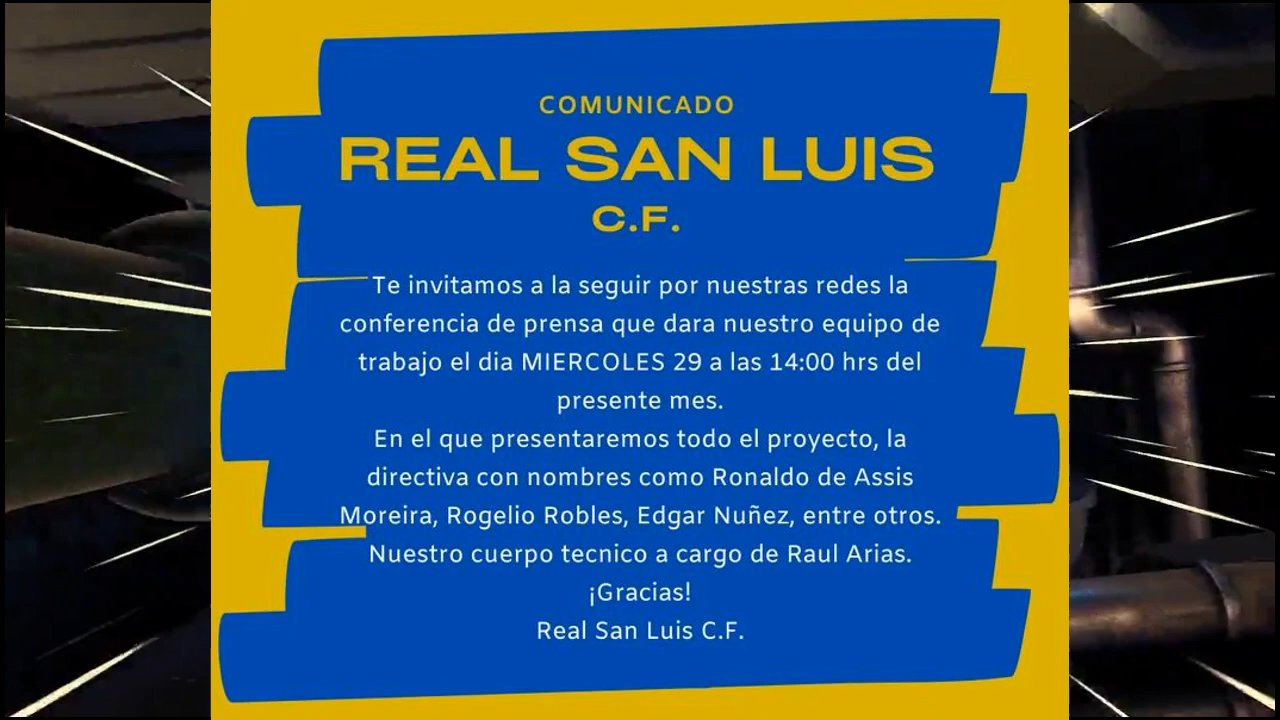 COMUNICADO
REAL SAN LUIS
C.F.
Te invitamos a la seguir por nuestras redes la
conferencia de prensa que dara nuestro equipo de
trabajo el dia MIERCOLES 29 a las 14:00 hrs del
presente mes.
En el que presentaremos todo el proyecto, la
directiva con nombres como Ronaldo de Assis
Moreira, Rogelio Robles, Edgar Nuñez, entre otros.
Nuestro cuerpo tecnico a cargo de Raul Arias.
¡Gracias!
Real San Luis C.F.